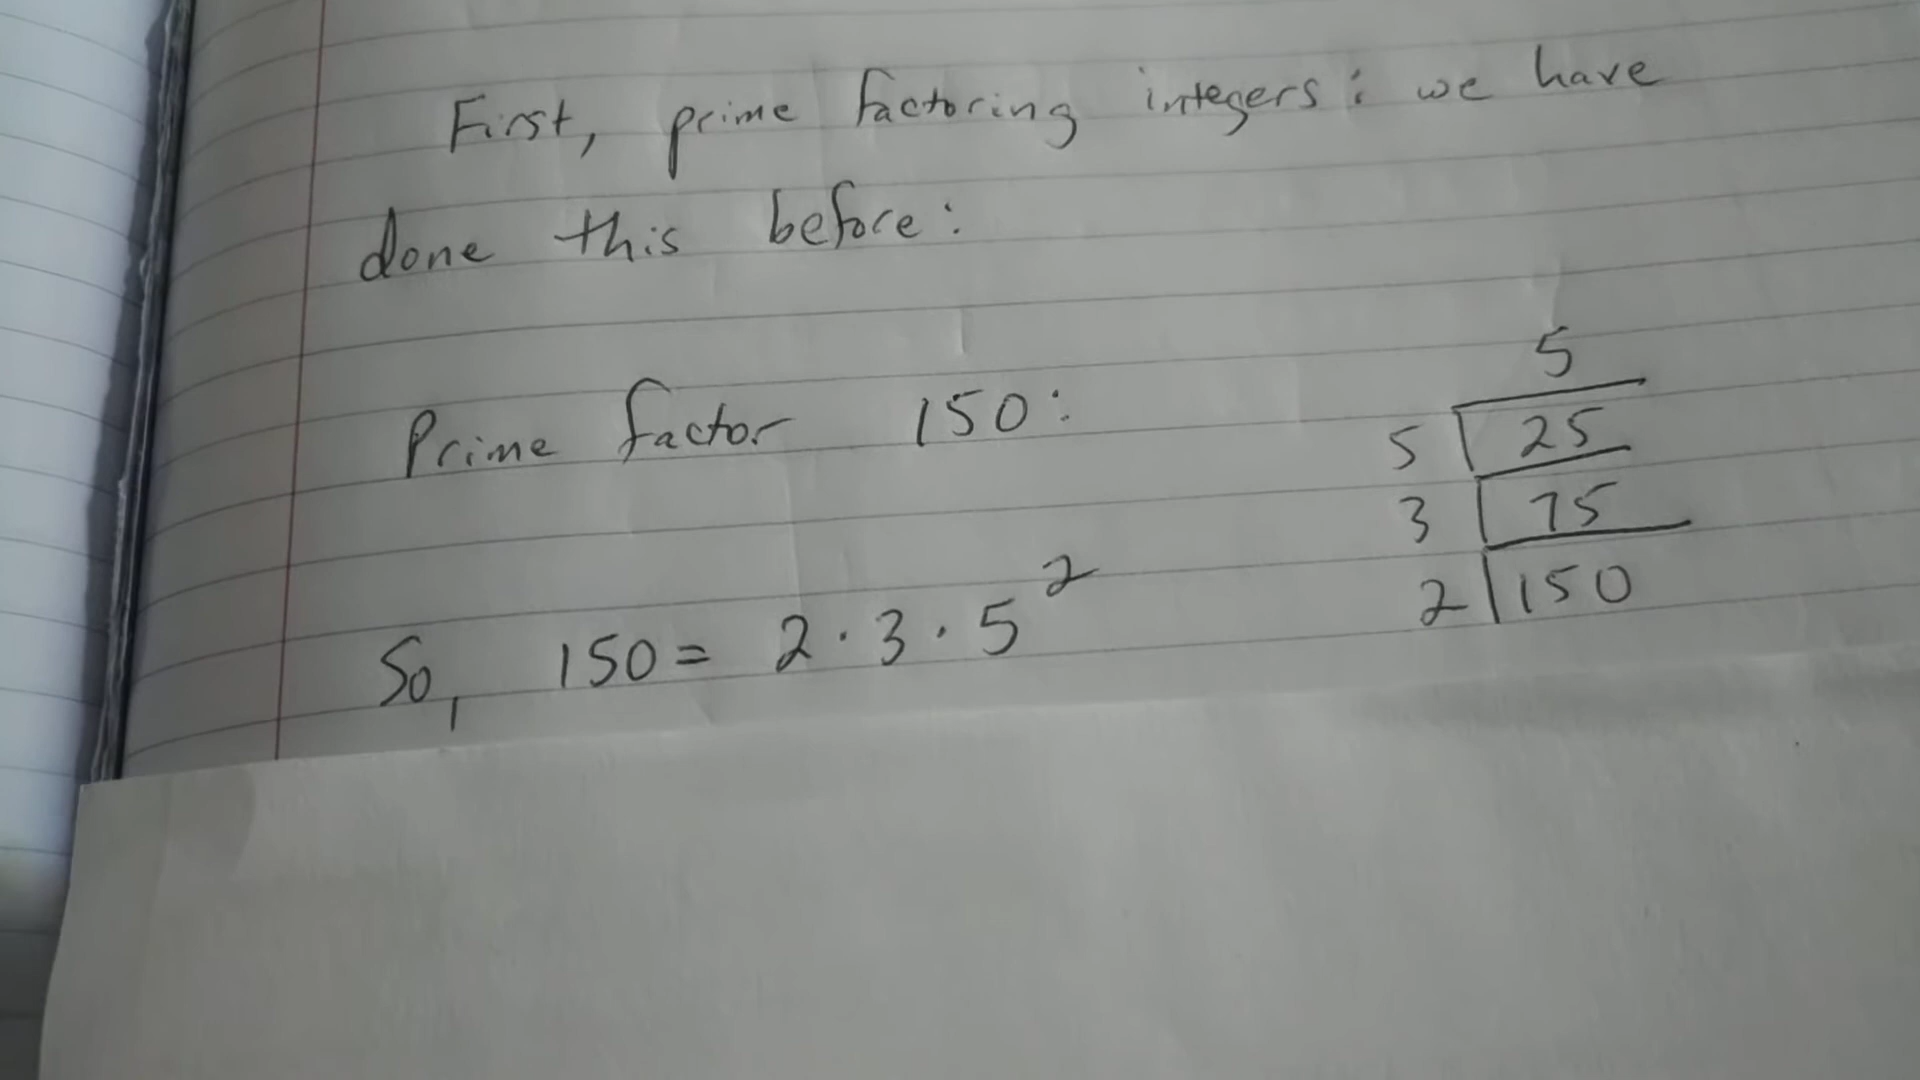 First, prime factoring integers: we have
done this before:
Prime factor 150:
So, 150 = 2 · 3 · 5²
5
5 25
3 75
2 150